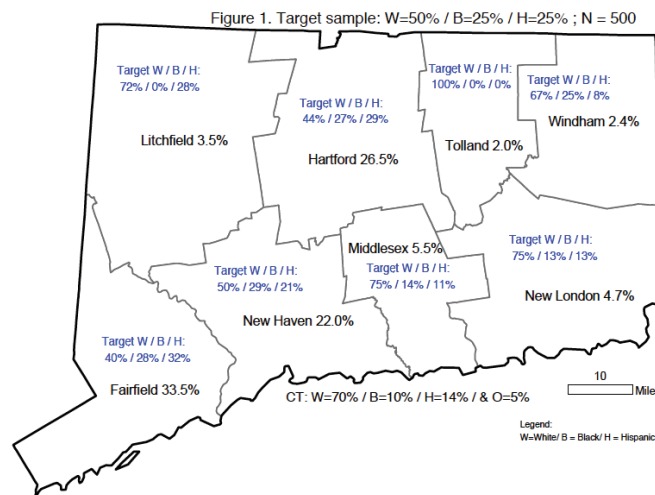 Figure 1. Target sample: W=50% / B=25% / H=25% ; N = 500
Target W / B / H:
72% / 0% / 28%
Litchfield 3.5%
Target W / B / H:
44% / 27% / 29%
Hartford 26.5%
Target W / B / H:
100% / 0% / 0%
Tolland 2.0%
Target W / B / H:
67% / 25% / 8%
Windham 2.4%
Target W / B / H:
40% / 28% / 32%
Fairfield 33.5%
Target W / B / H:
50% / 29% / 21%
New Haven 22.0%
Middlesex 5.5%
Target W / B / H:
75% / 14% / 11%
Target W / B / H:
75% / 13% / 13%
New London 4.7%
CT: W=70% / B=10% / H=14% / & O=5%
10
Mile
Legend:
W=White/ B = Black/ H = Hispanic